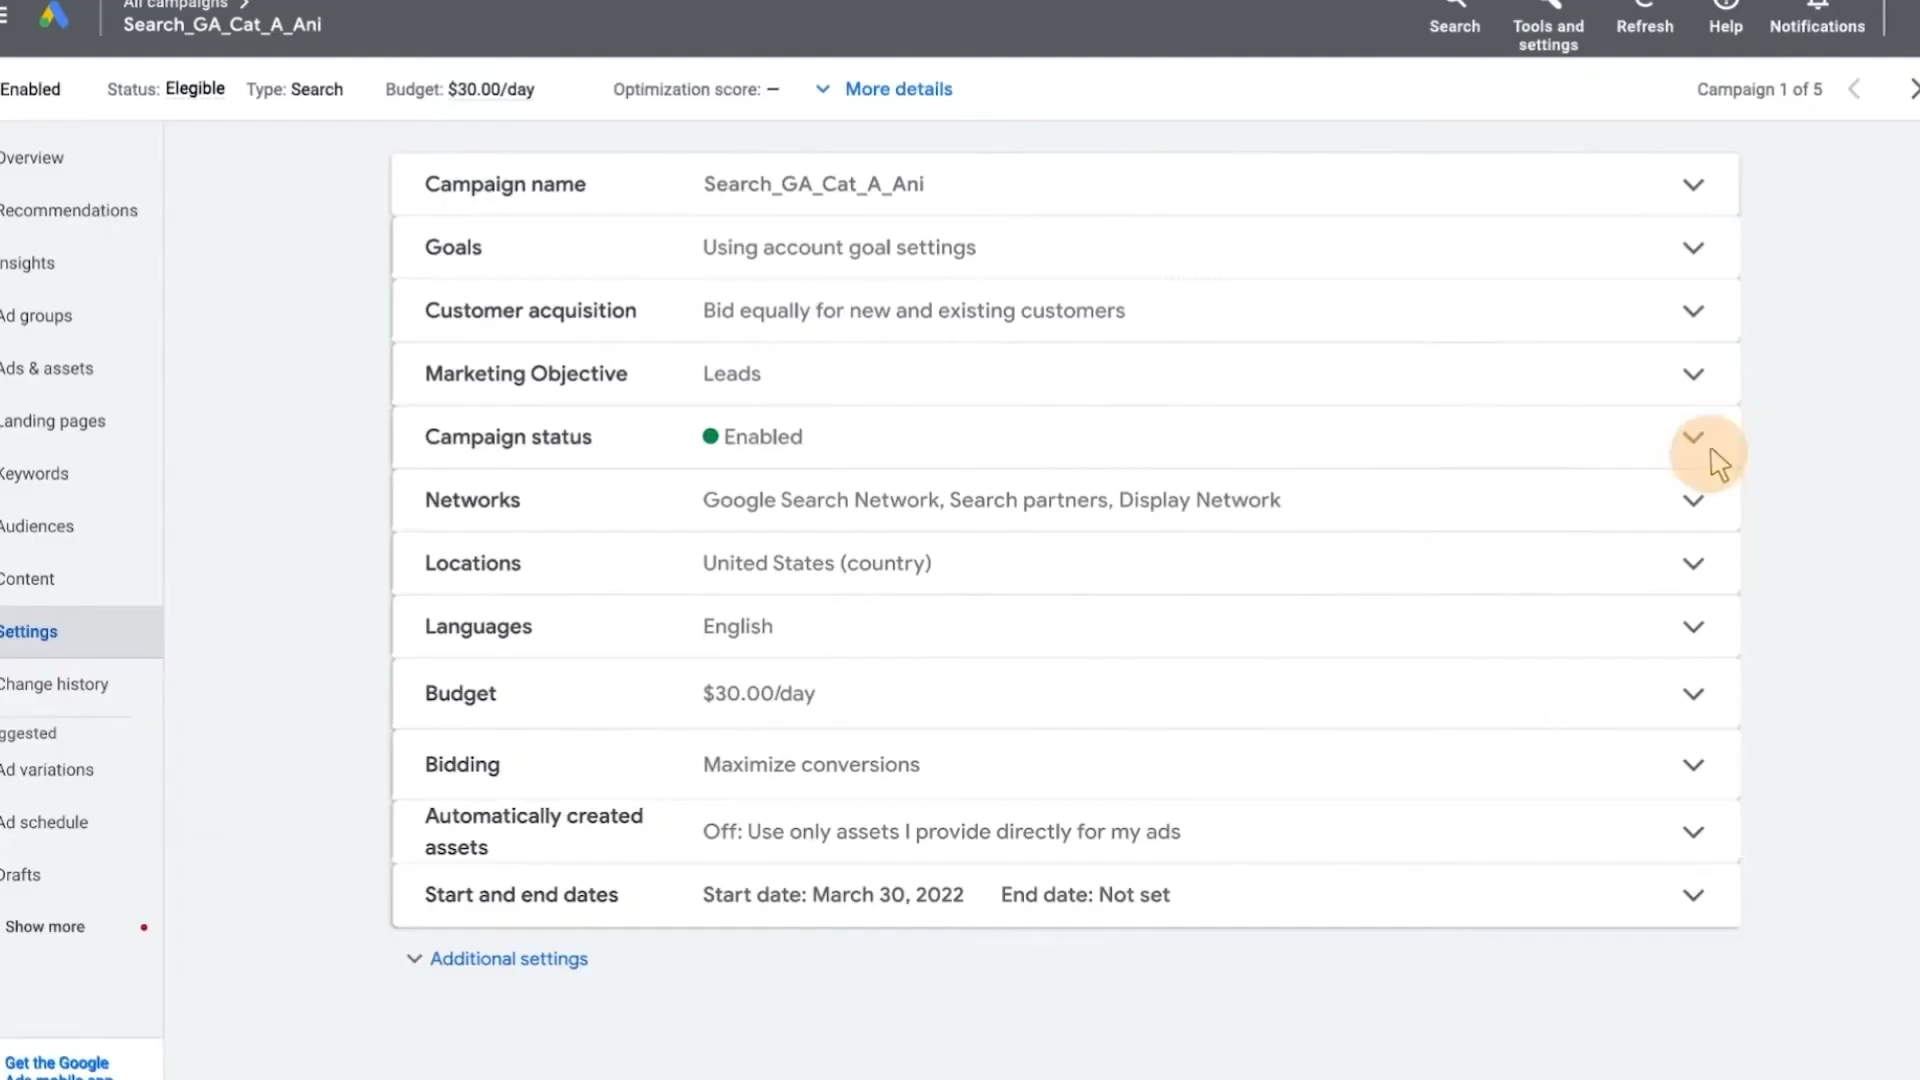 All campaigns
Search_GA_Cat_A_Ani
Search
Tools and settings
Refresh
Help
Notifications
Enabled
Status: Elegible
Type: Search
Budget: $30.00/day
Optimization score: –
More details
Campaign 1 of 5
Overview
Recommendations
Insights
Ad groups
Ads & assets
Landing pages
Keywords
Audiences
Content
Settings
Change history
ggested
Ad variations
Ad schedule
Drafts
Show more
Get the Google
Ads mobile app
Campaign name Search_GA_Cat_A_Ani
Goals Using account goal settings
Customer acquisition Bid equally for new and existing customers
Marketing Objective Leads
Campaign status Enabled
Networks Google Search Network, Search partners, Display Network
Locations United States (country)
Languages English
Budget $30.00/day
Bidding Maximize conversions
Automatically created assets Off: Use only assets I provide directly for my ads
Start and end dates Start date: March 30, 2022 End date: Not set
Additional settings